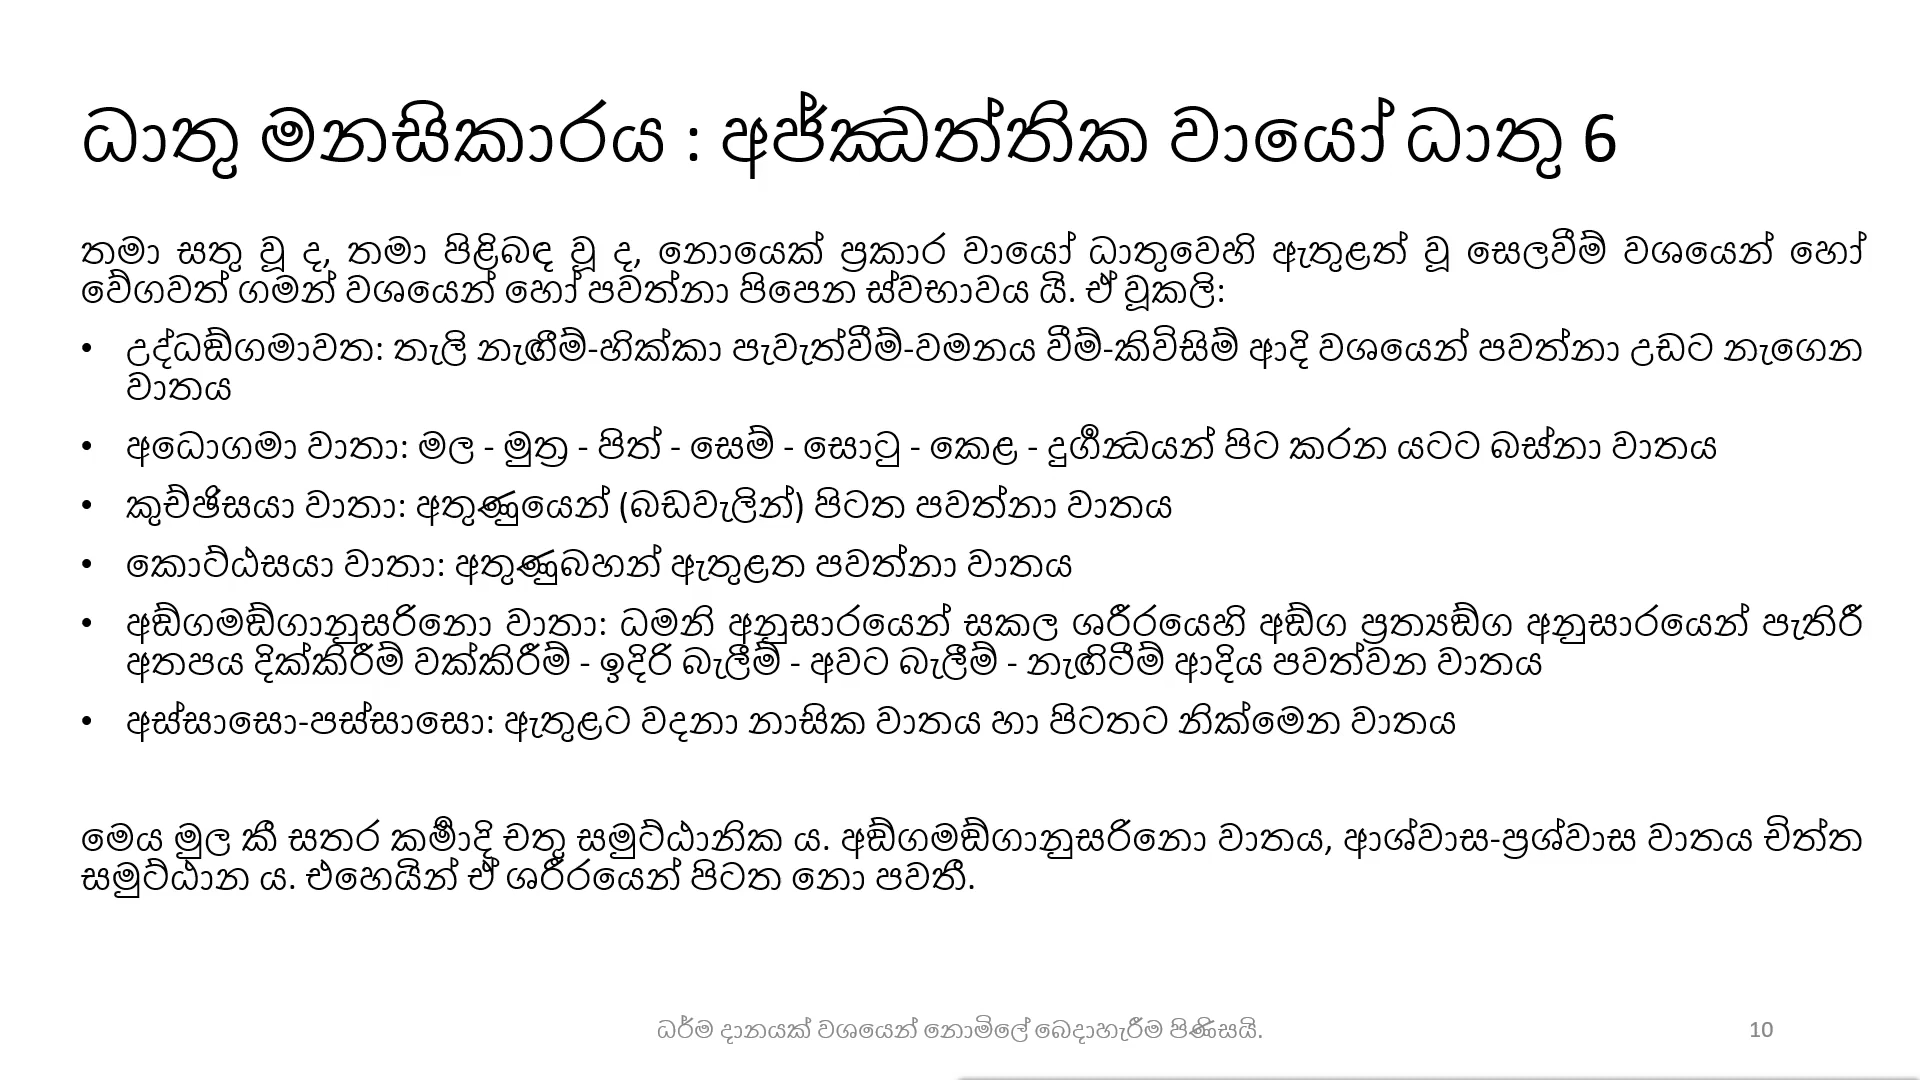 ධාතු මනසිකාරය : අජ්ඣත්තික වායෝ ධාතු 6
තමා සතු වූ ද, තමා පිළිබඳ වූ ද, නොයෙක් ප්‍රකාර වායෝ ධාතුවෙහි ඇතුළත් වූ සෙලවීම් වශයෙන් හෝ
වේගවත් ගමන් වශයෙන් හෝ පවත්නා පිපෙන ස්වභාවය යි. ඒ වූකලි:
• උද්ධඞ්ගමාවත: තැලි නැඟීම්-හික්කා පැවැත්වීම්-වමනය වීම්-කිවිසිම් ආදි වශයෙන් පවත්නා උඩට නැගෙන
වාතය
• අධොගමා වාතා: මල - මුත්‍ර - පිත් - සෙම් - සොටු - කෙළ - දුර්‍ගන්‍ධයන් පිට කරන යටට බස්නා වාතය
• කුච්ඡිසයා වාතා: අතුණුයෙන් (බඩවැලින්) පිටත පවත්නා වාතය
• කොට්ඨසයා වාතා: අතුණුබහන් ඇතුළත පවත්නා වාතය
• අඞ්ගමඞ්ගානුසරිනො වාතා: ධමනි අනුසාරයෙන් සකල ශරීරයෙහි අඞ්ග ප්‍රත්‍යඞ්ග අනුසාරයෙන් පැතිරී
අතපය දික්කිරීම් වක්කිරීම් - ඉදිරි බැලීම් - අවට බැලීම් - නැඟිටීම් ආදිය පවත්වන වාතය
• අස්සාසො-පස්සාසො: ඇතුළට වදනා නාසික වාතය හා පිටතට නික්මෙන වාතය
මෙය මුල කී සතර කර්‍මාදි චතු සමුට්ඨානික ය. අඞ්ගමඞ්ගානුසරිනො වාතය, ආශ්වාස-ප්‍රශ්වාස වාතය චිත්ත
සමුට්ඨාන ය. එහෙයින් ඒ ශරීරයෙන් පිටත නො පවතී.
ධර්ම දානයක් වශයෙන් නොමිලේ බෙදාහැරීම පිණිසයි.
10